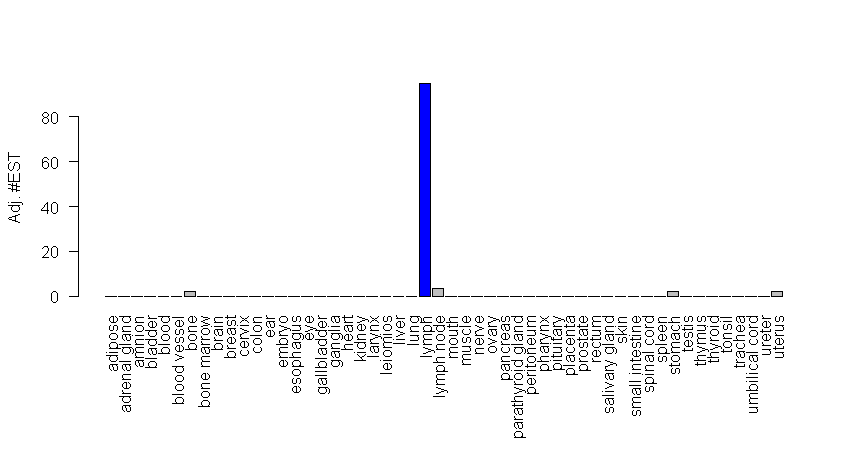 Adj. #EST
80
60
40
20
0
adipose
adrenal gland
amnion
bladder
blood
blood vessel
bone
bone marrow
brain
breast
cervix
colon
ear
embryo
esophagus
eye
gallbladder
ganglia
heart
kidney
larynx
leiomios
liver
lung
lymph
lymph node
mouth
muscle
nerve
ovary
pancreas
parathyroid gland
peritoneum
pharynx
pituitary
placenta
prostate
rectum
salivary gland
skin
small intestine
spinal cord
spleen
stomach
testis
thymus
thyroid
tonsil
trachea
umbilical cord
ureter
uterus